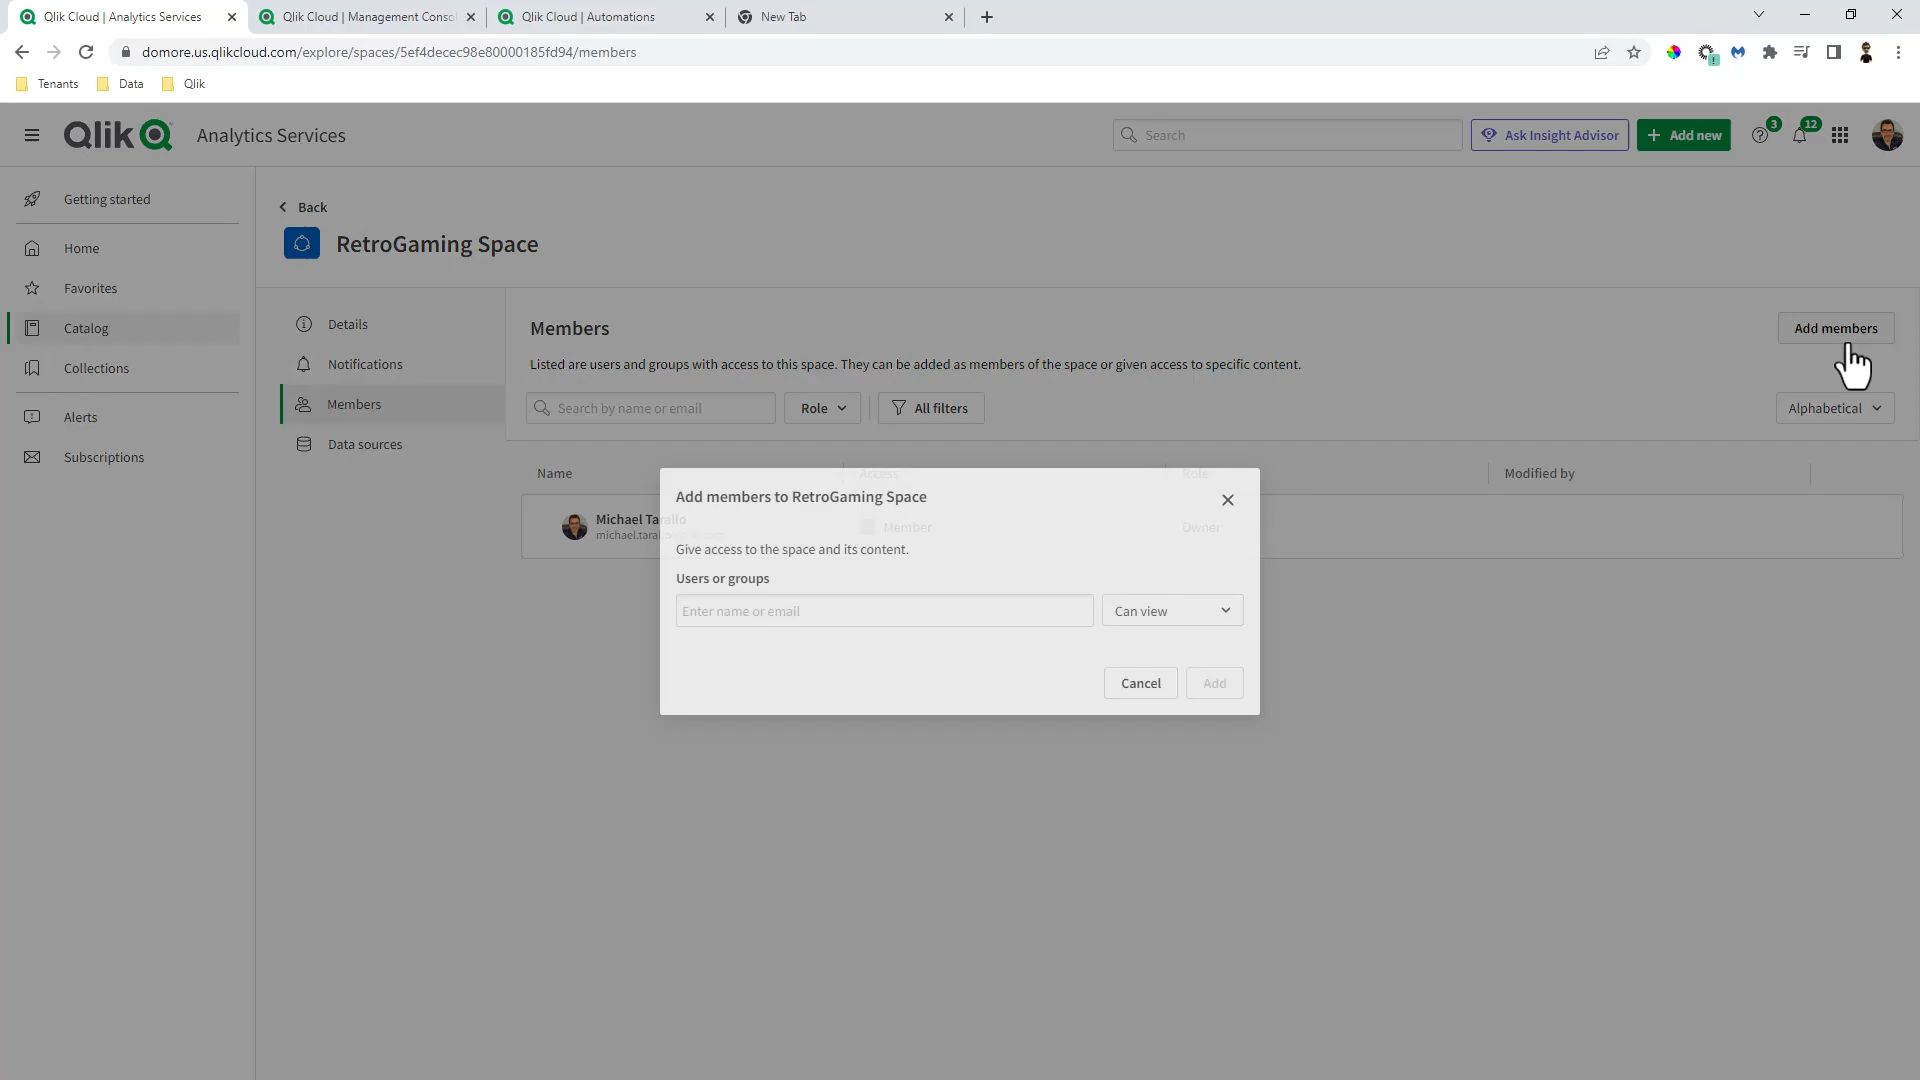 Qlik Cloud | Analytics Services
Qlik Cloud | Management Consol
Qlik Cloud | Automations
New Tab
domore.us.qlikcloud.com/explore/spaces/5ef4decec98e80000185fd94/members
Tenants
Data
Qlik
Qlik
Analytics Services
Search
Ask Insight Advisor
Add new
3
12
Getting started
Home
Favorites
Catalog
Collections
Alerts
Subscriptions
Back
RetroGaming Space
Details
Notifications
Members
Data sources
Members
Add members
Listed are users and groups with access to this space. They can be added as members of the space or given access to specific content.
Search by name or email
Role
All filters
Alphabetical
Name
Access
Role
Modified by
Michael Tarallo
michael.taral
Member
Owner
Add members to RetroGaming Space
Give access to the space and its content.
Users or groups
Enter name or email
Can view
Cancel
Add